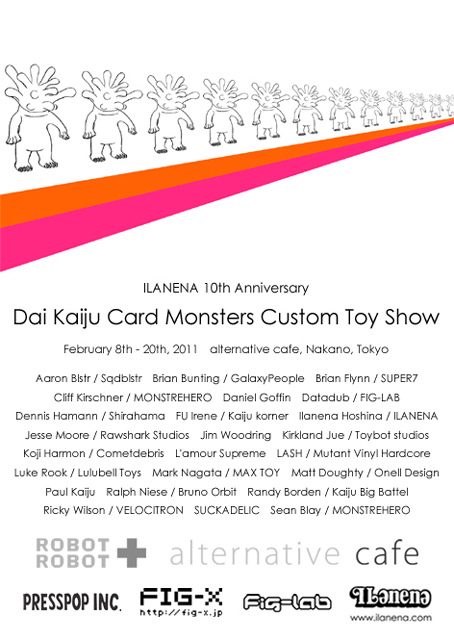 ILANENA 10th Anniversary
Dai Kaiju Card Monsters Custom Toy Show
February 8th - 20th, 2011 alternative cafe, Nakano, Tokyo
Aaron Blstr / Sqdblstr Brian Bunting / GalaxyPeople Brian Flynn / SUPER7
Cliff Kirschner / MONSTREHERO Daniel Goffin Datadub / FIG-LAB
Dennis Hamann / Shirahama FU Irene / Kaiju korner Ilanena Hoshina / ILANENA
Jesse Moore / Rawshark Studios Jim Woodring Kirkland Jue / Toybot studios
Koji Harmon / Cometdebris L'amour Supreme LASH / Mutant Vinyl Hardcore
Luke Rook / Lulubell Toys Mark Nagata / MAX TOY Matt Doughty / Onell Design
Paul Kaiju Ralph Niese / Bruno Orbit Randy Borden / Kaiju Big Battel
Ricky Wilson / VELOCITRON SUCKADELIC Sean Blay / MONSTREHERO
ROBOT
ROBOT
alternative cafe
PRESSPOP INC.
FIG-X
http://fig-x.jp
Fig-lab
ILanena
www.ilanena.com